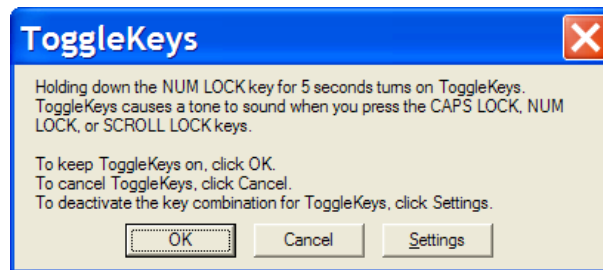 ToggleKeys
Holding down the NUM LOCK key for 5 seconds turns on ToggleKeys.
ToggleKeys causes a tone to sound when you press the CAPS LOCK, NUM
LOCK, or SCROLL LOCK keys.
To keep ToggleKeys on, click OK.
To cancel ToggleKeys, click Cancel.
To deactivate the key combination for ToggleKeys, click Settings.
OK Cancel Settings